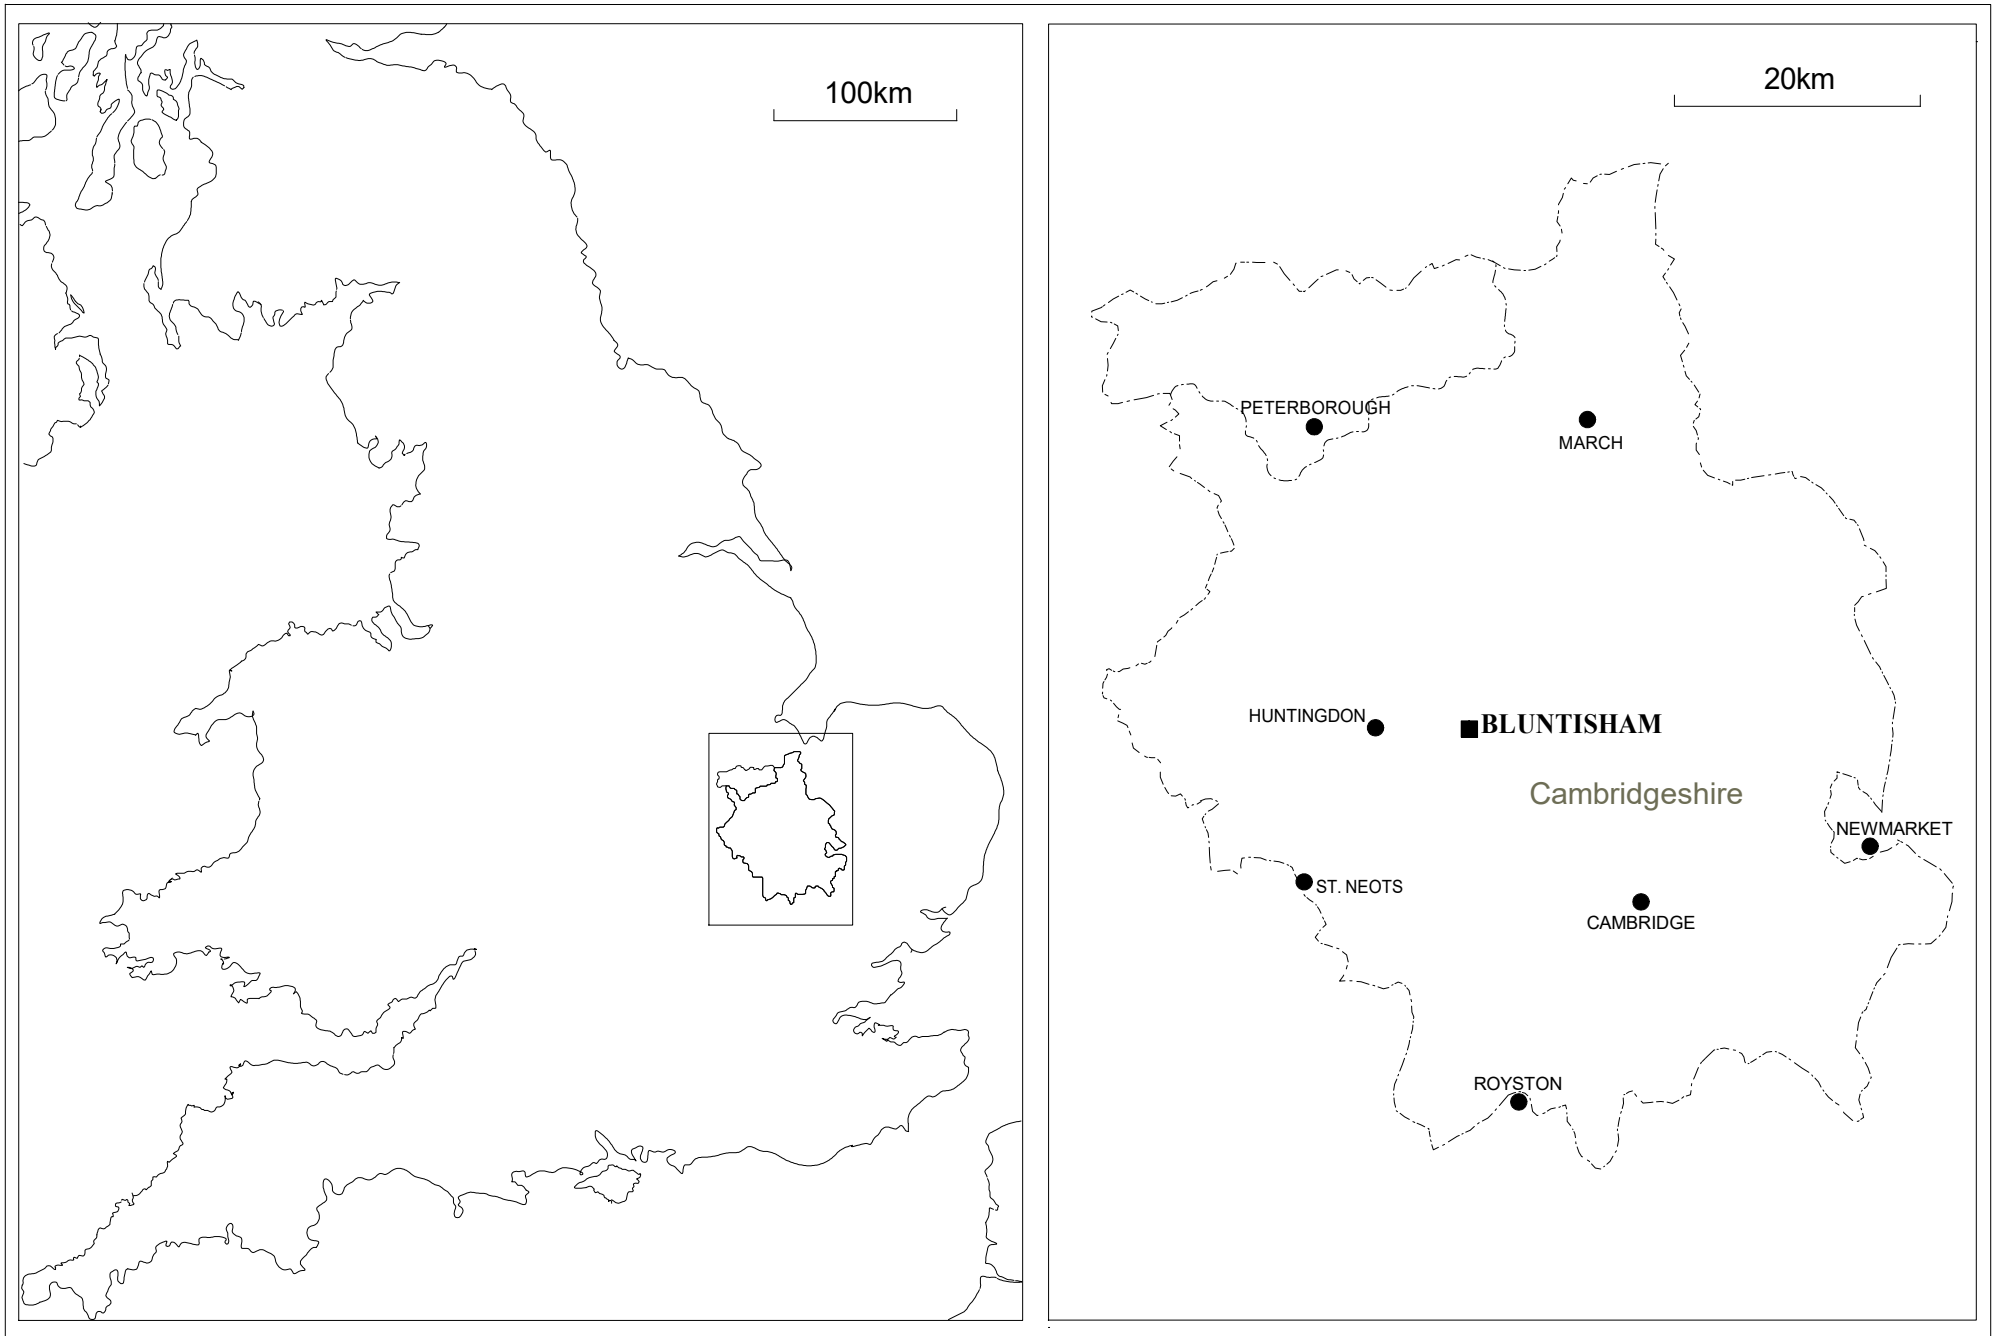 100km
20km
PETERBOROUGH
MARCH
HUNTINGDON
BLUNTISHAM
Cambridgeshire
NEWMARKET
ST. NEOTS
CAMBRIDGE
ROYSTON